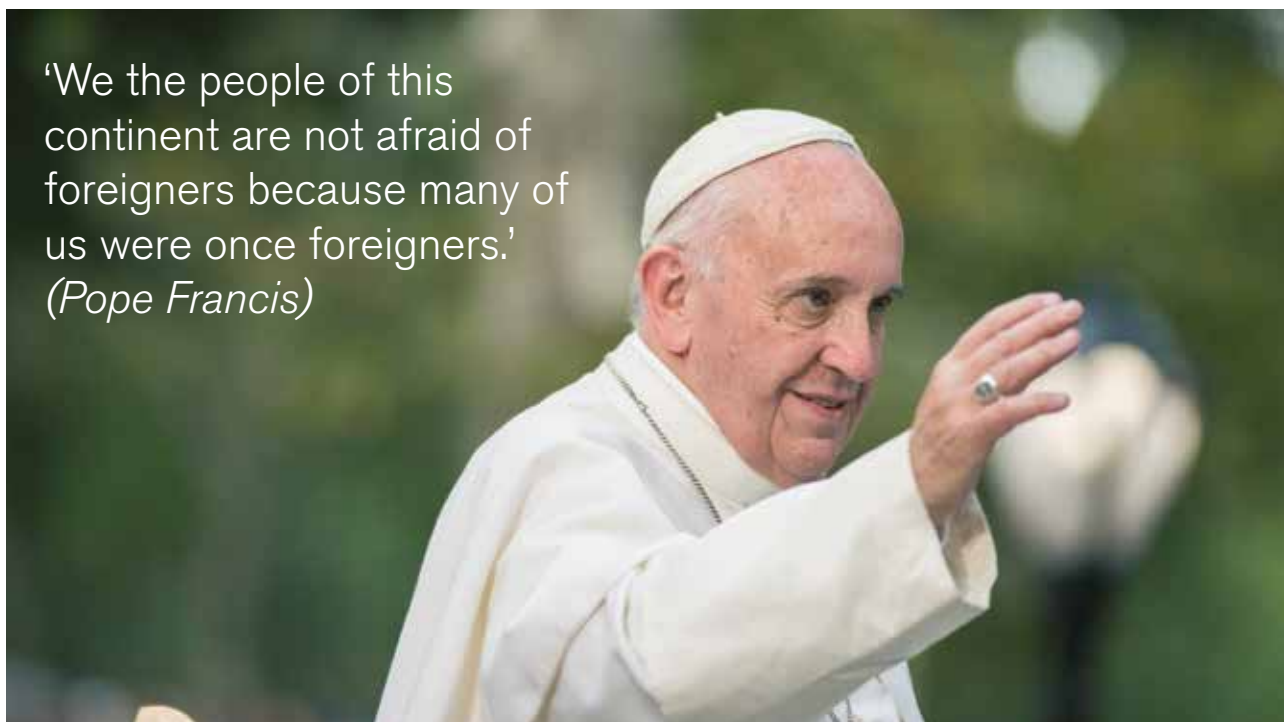 ‘We the people of this
continent are not afraid of
foreigners because many of
us were once foreigners.’
(Pope Francis)